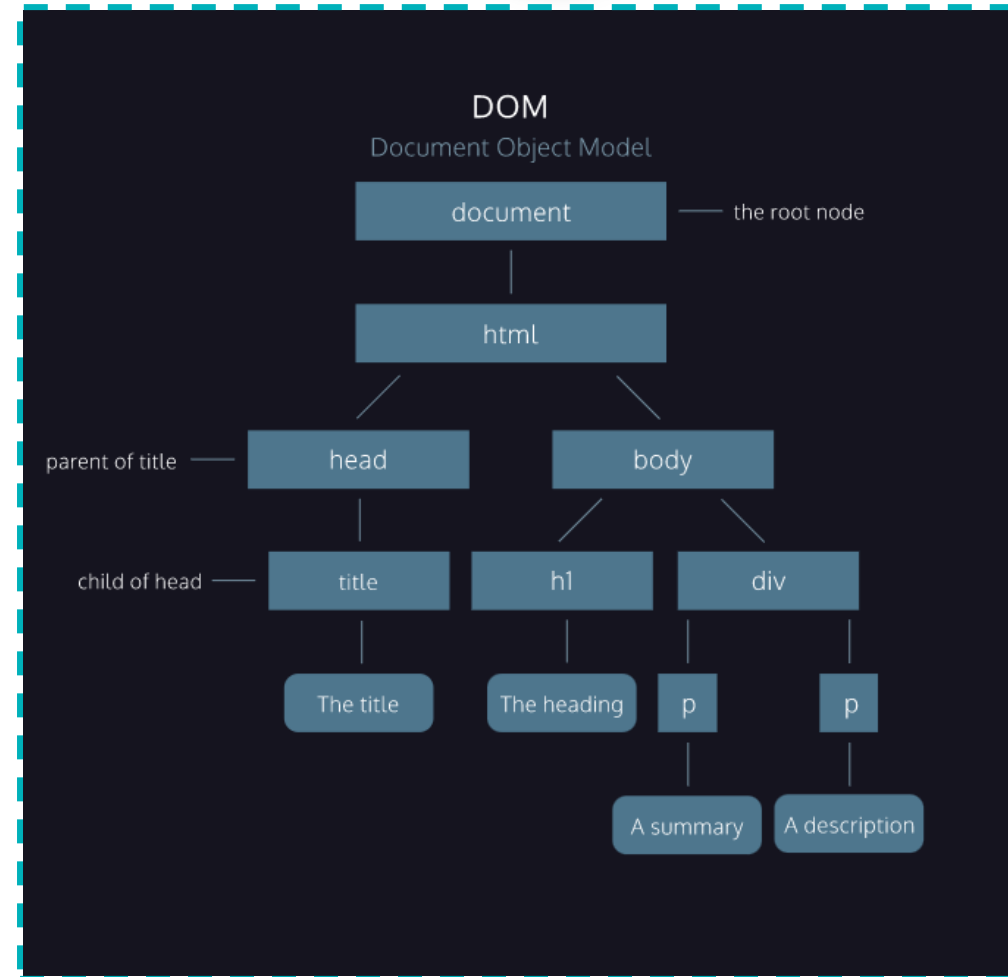 DOM
Document Object Model
document
the root node
html
parent of title
head
body
child of head
title
h1
div
The title
The heading
p
p
A summary
A description